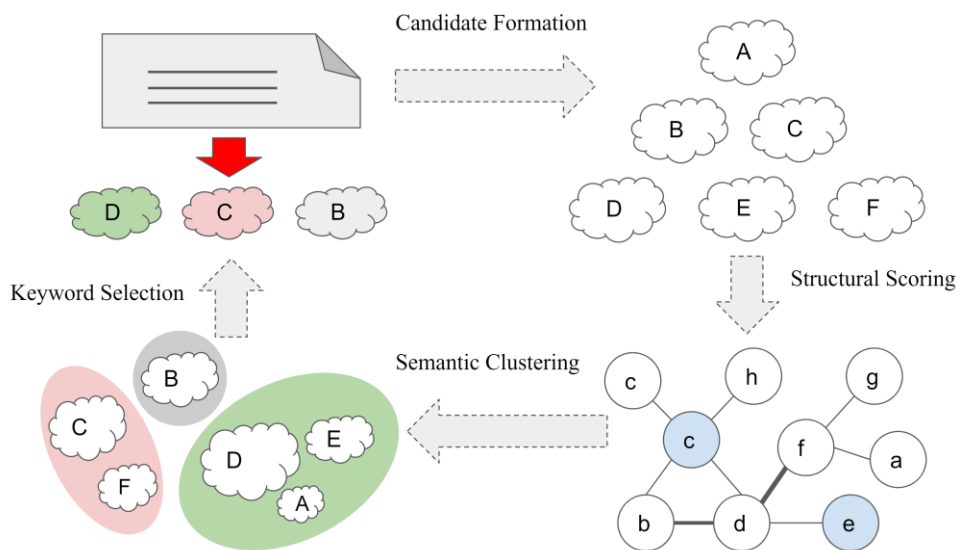 Candidate Formation
A
B
C
D
E
F
D
C
B
Keyword Selection
Structural Scoring
Semantic Clustering
B
C
F
D
E
A
c
h
g
c
f
a
b
d
e